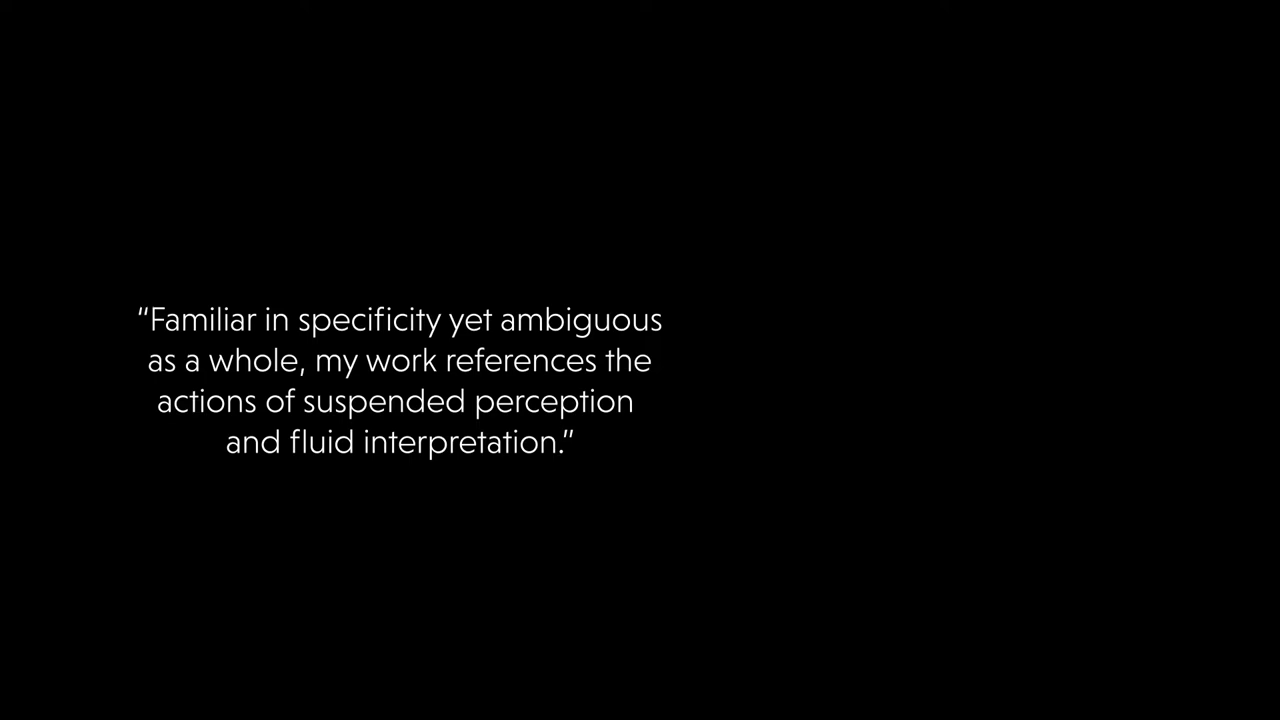 “Familiar in specificity yet ambiguous
as a whole, my work references the
actions of suspended perception
and fluid interpretation.”